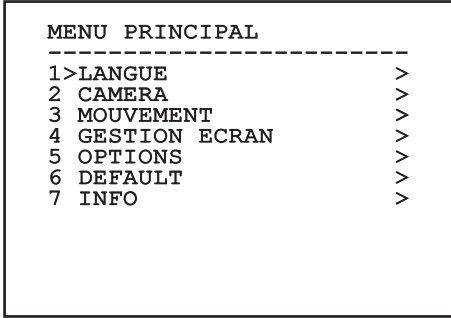 MENU PRINCIPAL
-------------------------
1>LANGUE >
2 CAMERA >
3 MOUVEMENT >
4 GESTION ECRAN >
5 OPTIONS >
6 DEFAULT >
7 INFO >